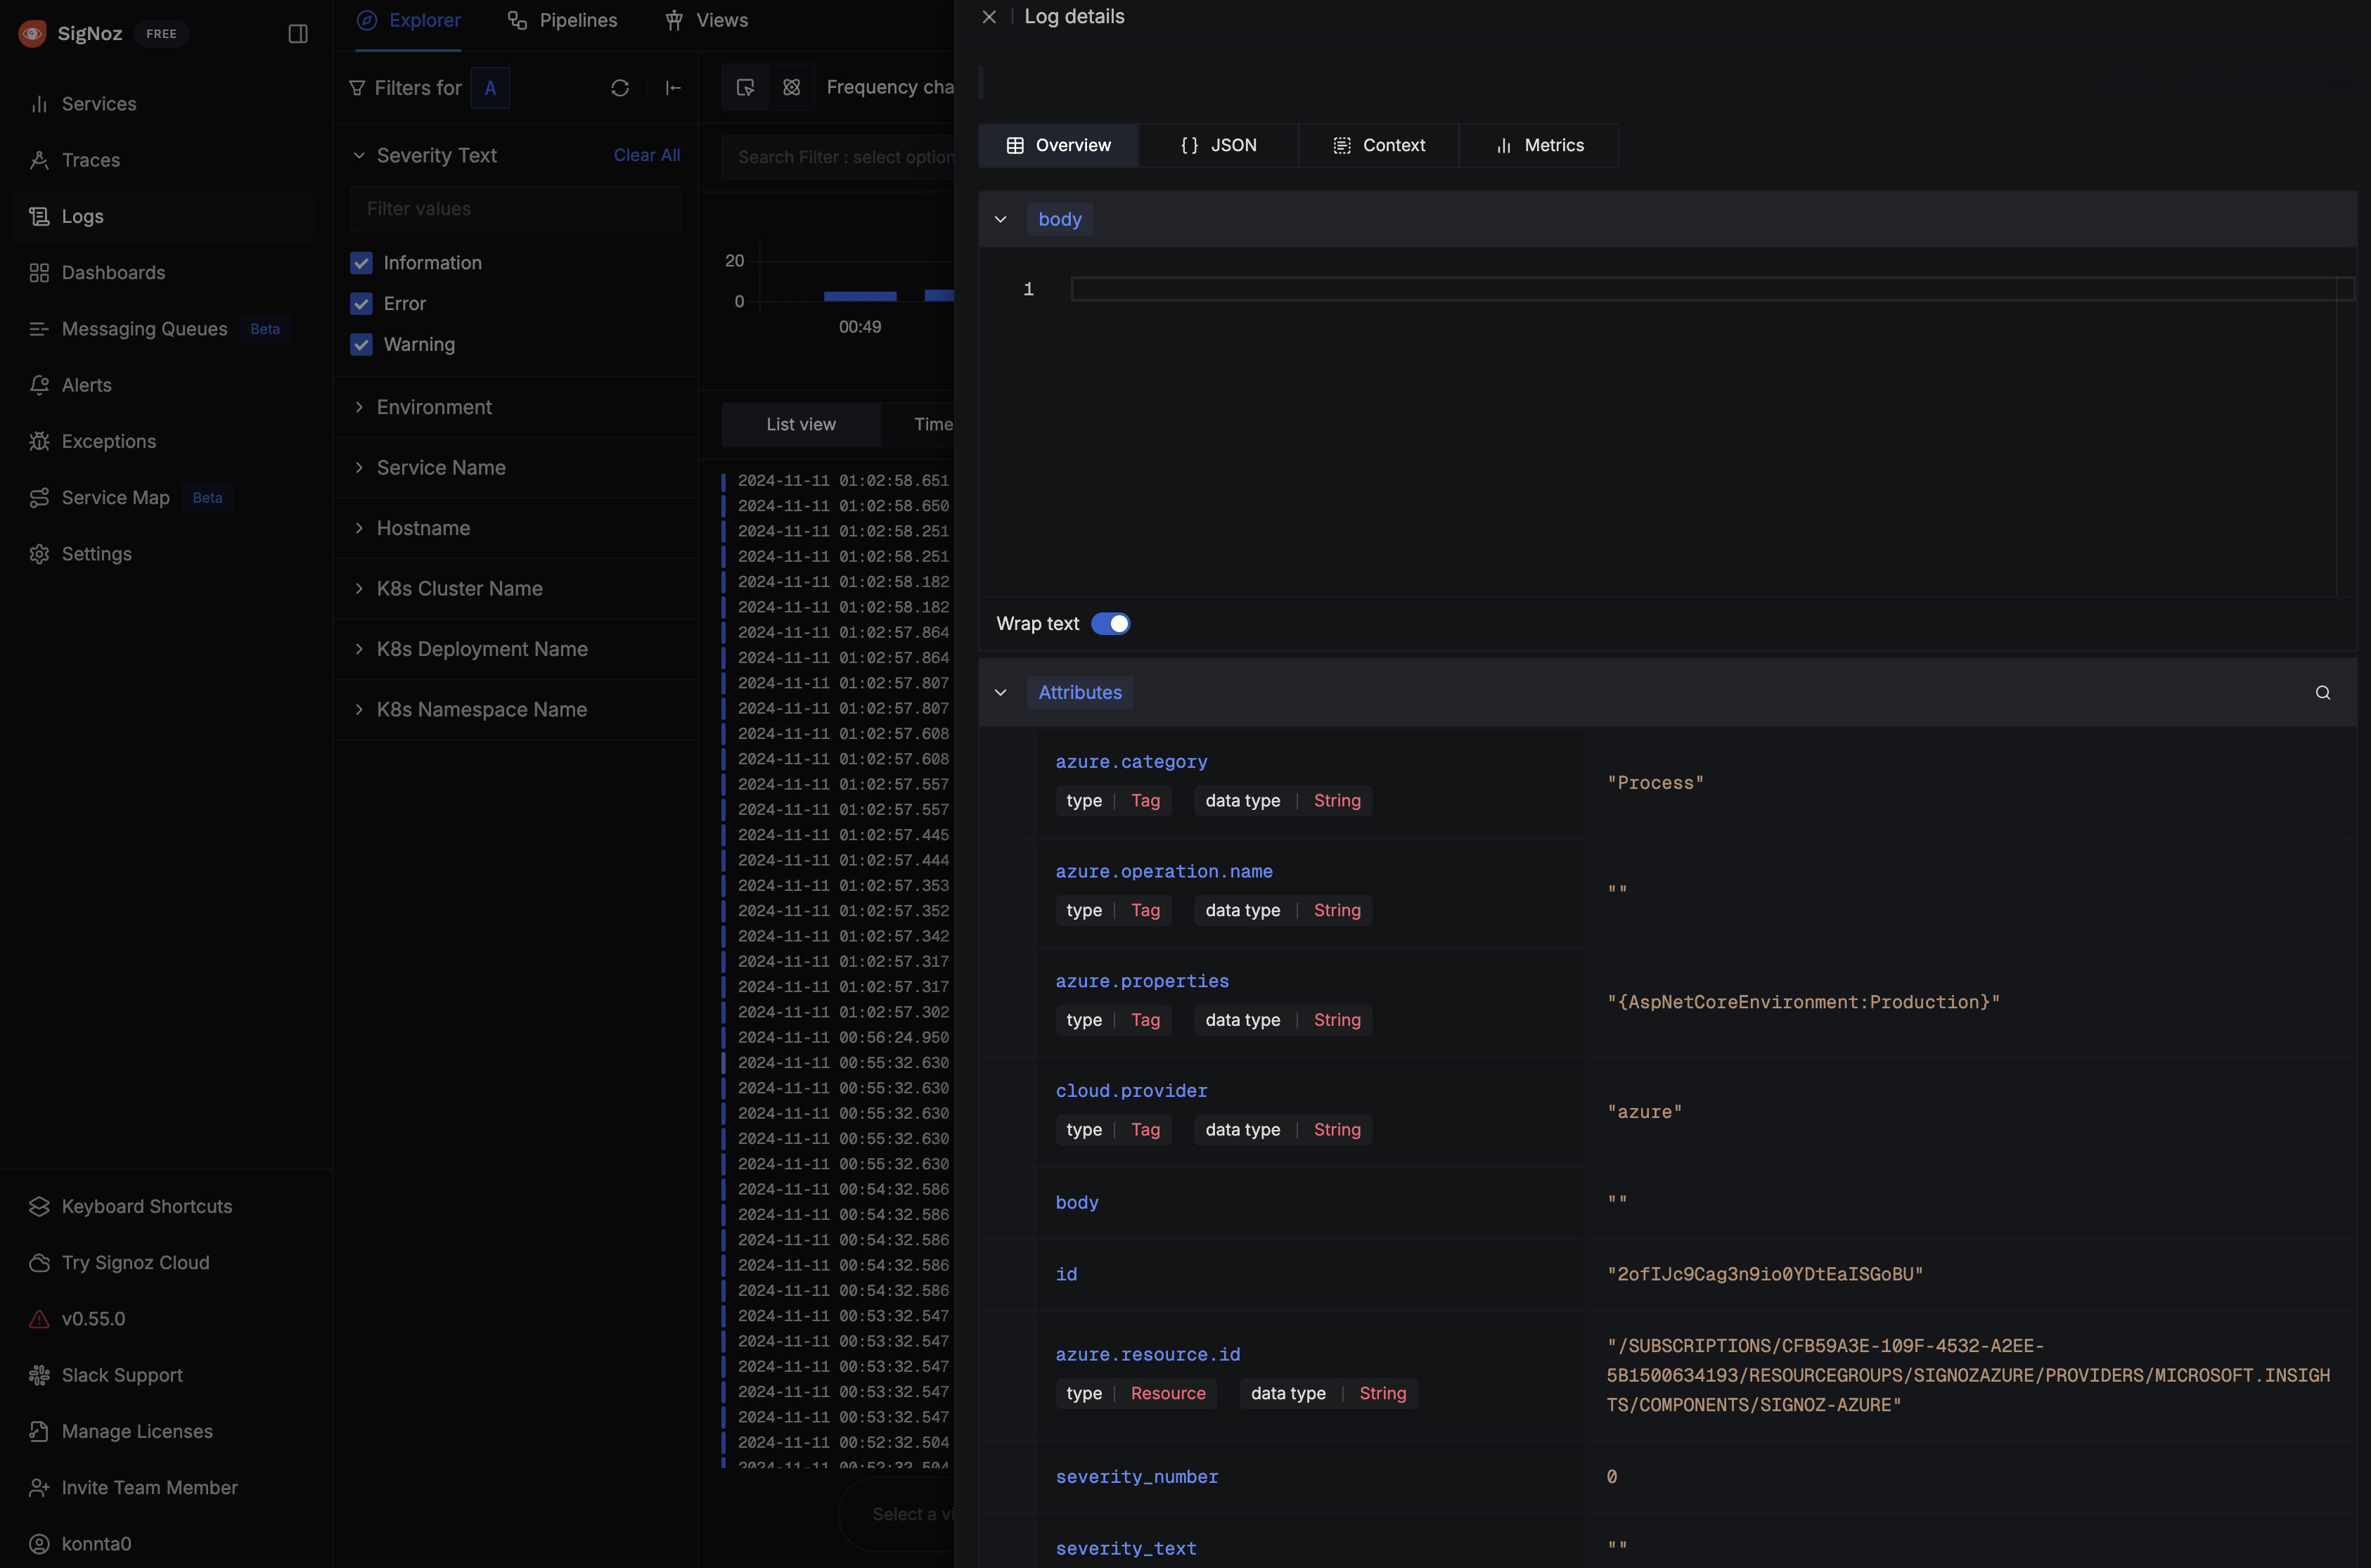 SigNoz FREE
Services
Traces
Logs
Dashboards
Messaging Queues Beta
Alerts
Exceptions
Service Map Beta
Settings
Keyboard Shortcuts
Try Signoz Cloud
v0.55.0
Slack Support
Manage Licenses
Invite Team Member
konnta0
Explorer Pipelines Views
Filters for A
Severity Text Clear All
Filter values
Information
Error
Warning
Environment
Service Name
Hostname
K8s Cluster Name
K8s Deployment Name
K8s Namespace Name
Frequency cha
Search Filter : select option
20
0
00:49
List view Time
2024-11-11 01:02:58.651
2024-11-11 01:02:58.650
2024-11-11 01:02:58.251
2024-11-11 01:02:58.251
2024-11-11 01:02:58.182
2024-11-11 01:02:58.182
2024-11-11 01:02:57.864
2024-11-11 01:02:57.864
2024-11-11 01:02:57.807
2024-11-11 01:02:57.807
2024-11-11 01:02:57.608
2024-11-11 01:02:57.608
2024-11-11 01:02:57.557
2024-11-11 01:02:57.557
2024-11-11 01:02:57.445
2024-11-11 01:02:57.444
2024-11-11 01:02:57.353
2024-11-11 01:02:57.352
2024-11-11 01:02:57.342
2024-11-11 01:02:57.317
2024-11-11 01:02:57.317
2024-11-11 01:02:57.302
2024-11-11 00:56:24.950
2024-11-11 00:55:32.630
2024-11-11 00:55:32.630
2024-11-11 00:55:32.630
2024-11-11 00:55:32.630
2024-11-11 00:55:32.630
2024-11-11 00:54:32.586
2024-11-11 00:54:32.586
2024-11-11 00:54:32.586
2024-11-11 00:54:32.586
2024-11-11 00:54:32.586
2024-11-11 00:53:32.547
2024-11-11 00:53:32.547
2024-11-11 00:53:32.547
2024-11-11 00:53:32.547
2024-11-11 00:53:32.547
2024-11-11 00:52:32.504
2024-11-11 00:52:32.504
Select a vi
Log details
Overview {} JSON Context Metrics
body
1
Wrap text
Attributes
azure.category
type Tag data type String
"Process"
azure.operation.name
type Tag data type String
""
azure.properties
type Tag data type String
"{AspNetCoreEnvironment:Production}"
cloud.provider
type Tag data type String
"azure"
body
""
id
"2ofIJc9Cag3n9io0YDtEaISGoBU"
azure.resource.id
type Resource data type String
"/SUBSCRIPTIONS/CFB59A3E-109F-4532-A2EE-
5B1500634193/RESOURCEGROUPS/SIGNOZAZURE/PROVIDERS/MICROSOFT.INSIGH
TS/COMPONENTS/SIGNOZ-AZURE"
severity_number
0
severity_text
""